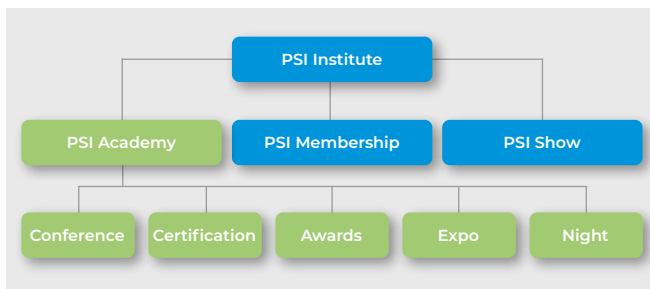 PSI Institute
PSI Academy
PSI Membership
PSI Show
Conference
Certification
Awards
Expo
Night